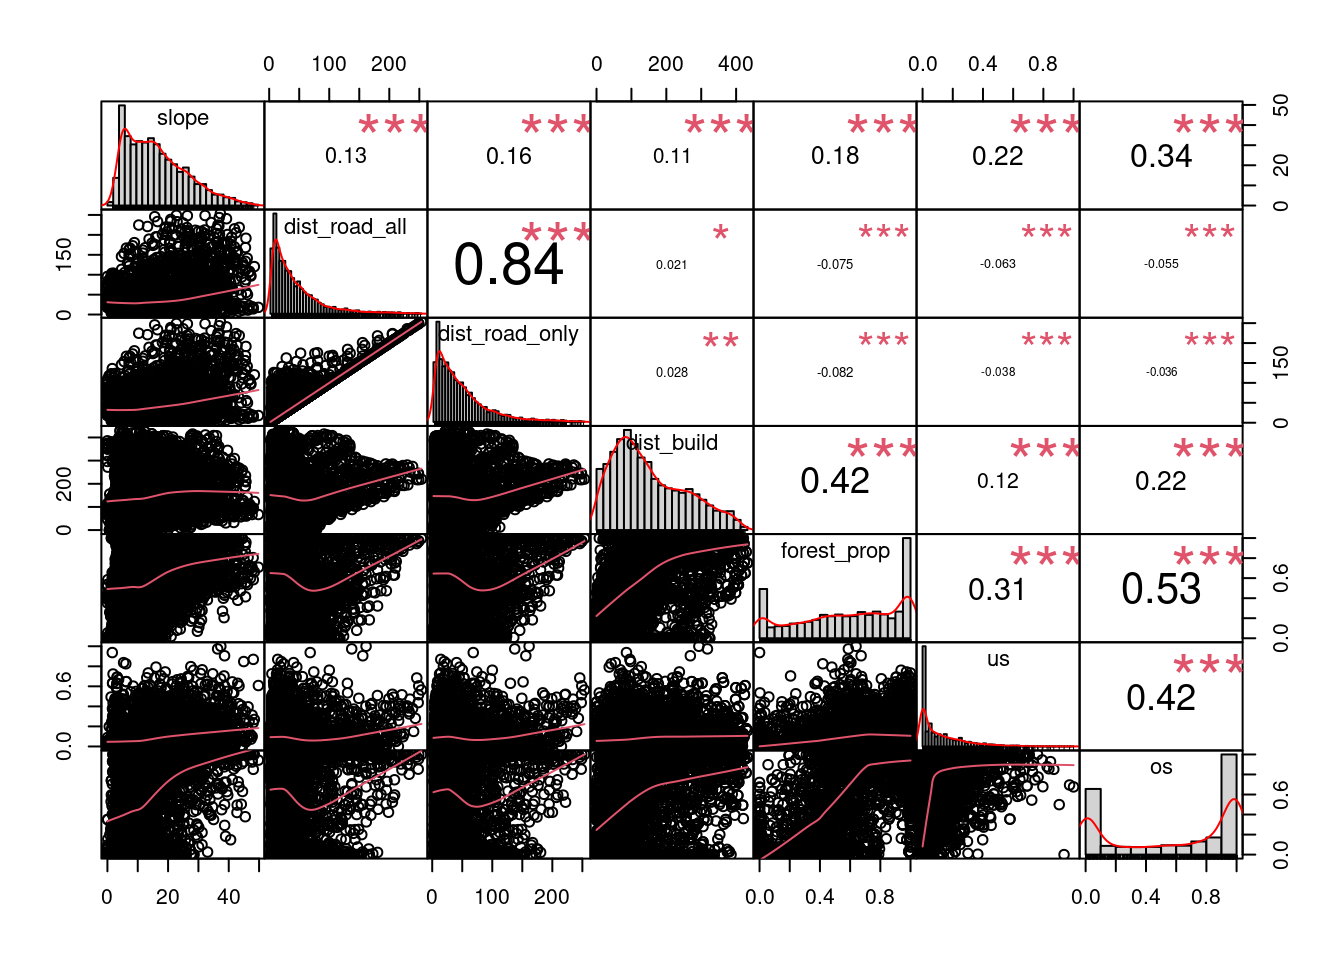 0 100 200 0 200 400 0.0 0.4 0.8
slope *** *** *** *** *** *** 50
0.13 0.16 0.11 0.18 0.22 0.34 20
0
150 dist_road_all *** * *** *** ***
0.84 0.021 -0.075 -0.063 -0.055
0
dist_road_only ** *** *** *** 150
0.028 -0.082 -0.038 -0.036
0
200 dist_build *** *** ***
0.42 0.12 0.22
0
forest_prop *** *** 0.6
0.31 0.53
0.0
0.6 us ***
0.42
0.0
os 0.6
0.0
0 20 40 0 100 200 0.0 0.4 0.8 0.0 0.4 0.8